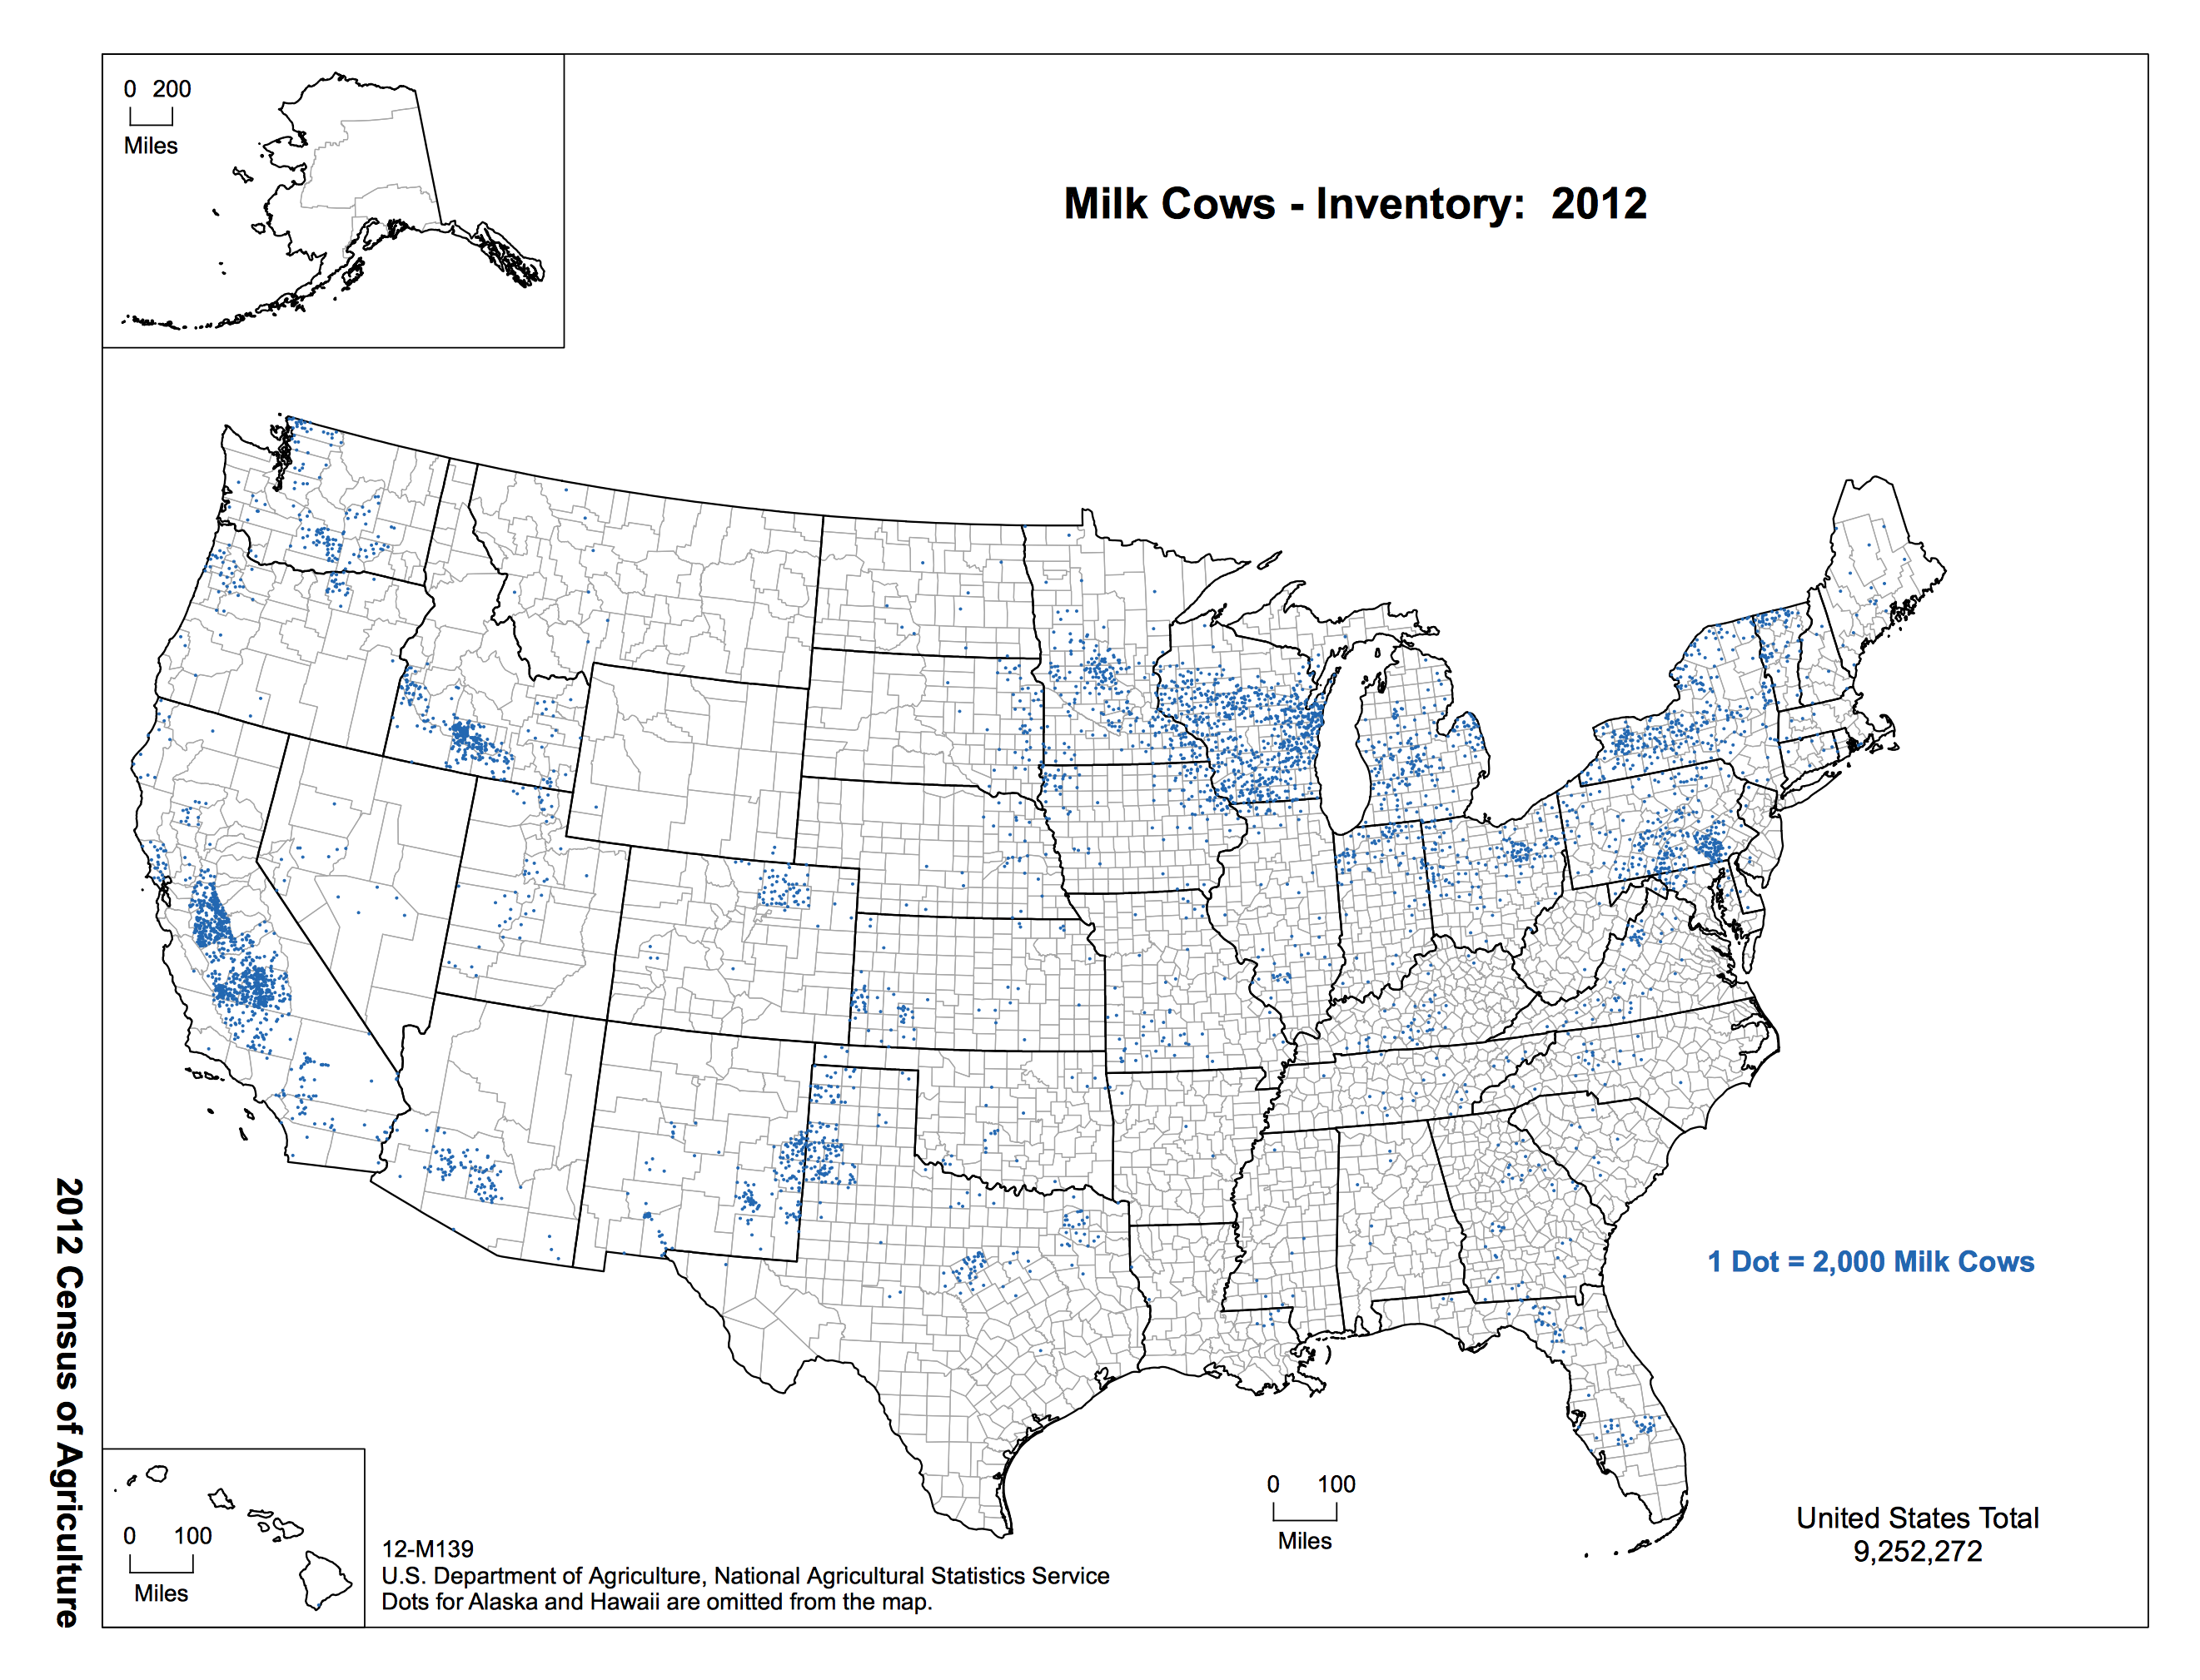 0 200
Miles
Milk Cows - Inventory: 2012
1 Dot = 2,000 Milk Cows
2012 Census of Agriculture
0 100
Miles
0 100
Miles
United States Total
9,252,272
12-M139
U.S. Department of Agriculture, National Agricultural Statistics Service
Dots for Alaska and Hawaii are omitted from the map.